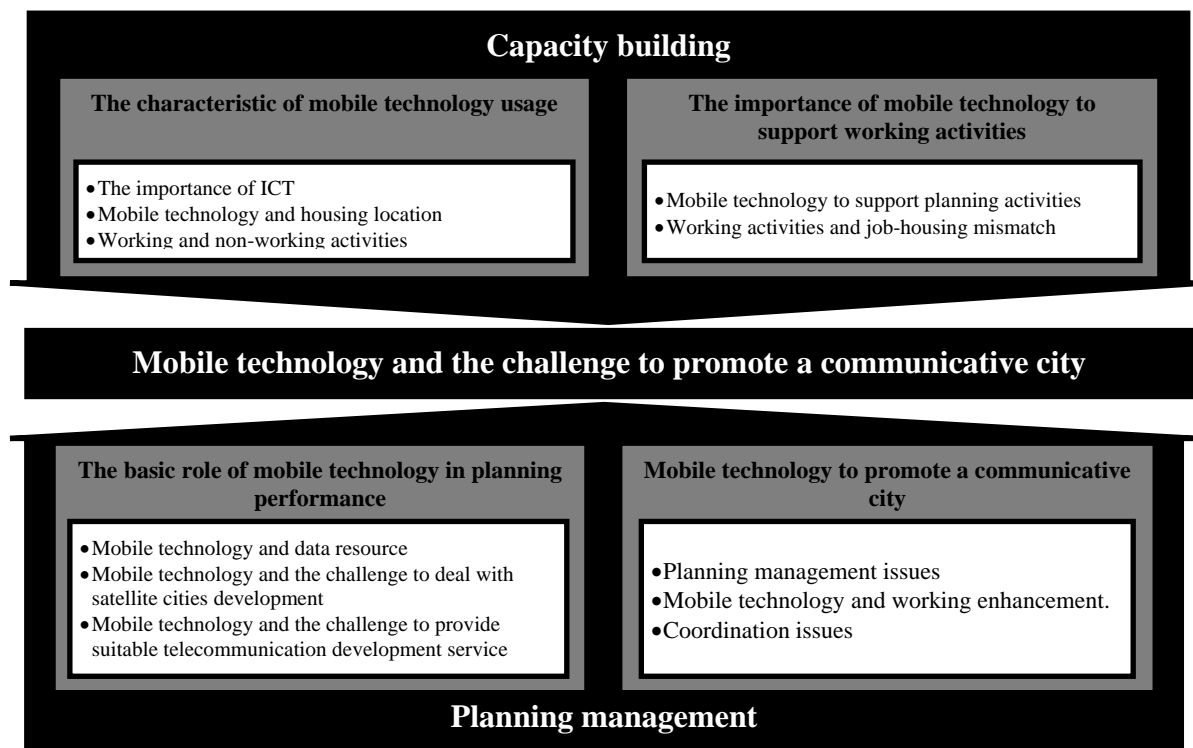 Capacity building
The characteristic of mobile technology usage
•The importance of ICT
•Mobile technology and housing location
•Working and non-working activities
The importance of mobile technology to
support working activities
•Mobile technology to support planning activities
•Working activities and job-housing mismatch
Mobile technology and the challenge to promote a communicative city
The basic role of mobile technology in planning
performance
•Mobile technology and data resource
•Mobile technology and the challenge to deal with
satellite cities development
•Mobile technology and the challenge to provide
suitable telecommunication development service
Mobile technology to promote a communicative
city
•Planning management issues
•Mobile technology and working enhancement.
•Coordination issues
Planning management